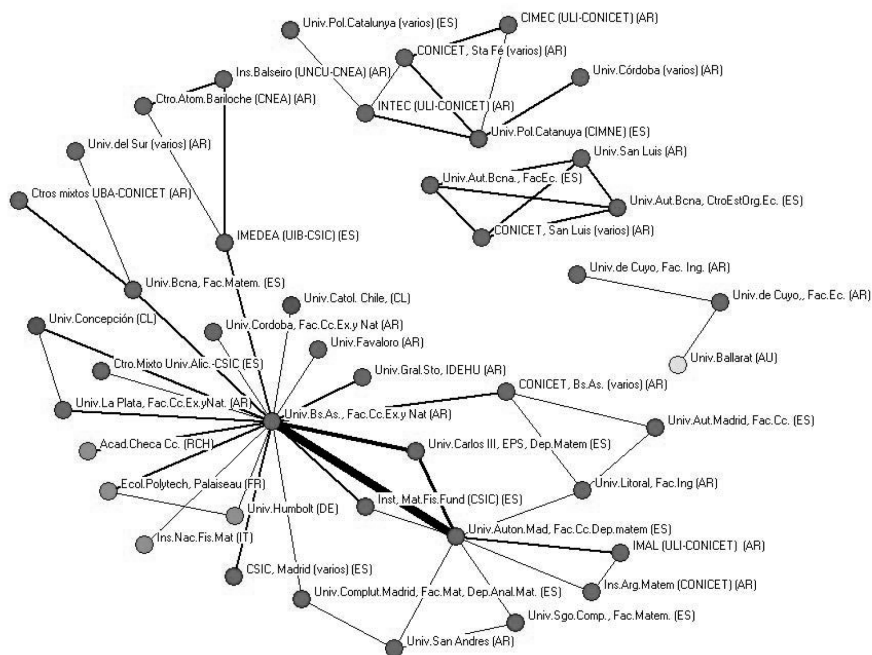 Univ.Pol.Catalunya (varios) (ES)
CIMEC (ULI-CONICET) (AR)
CONICET, Sta Fé (varios) (AR)
Ins.Balseiro (UNCU-CNEA) (AR)
Univ.Córdoba (varios) (AR)
Ctro.Atom.Bariloche (CNEA) (AR)
INTEC (ULI-CONICET) (AR)
Univ.Pol.Catanuya (CIMNE) (ES)
Univ.del Sur (varios) (AR)
Univ.San Luis (AR)
Univ.Aut.Bcna., FacEc. (ES)
Ctros mixtos UBA-CONICET (AR)
Univ.Aut.Bcna, CtroEstOrg.Ec. (ES)
IMEDEA (UIB-CSIC) (ES)
CONICET, San Luis (varios) (AR)
Univ.de Cuyo, Fac. Ing. (AR)
Univ.Bcna, Fac.Matem. (ES)
Univ.Catol. Chile, (CL)
Univ.de Cuyo,, Fac.Ec. (AR)
Univ.Concepción (CL)
Univ.Cordoba, Fac.Cc.Ex.y Nat (AR)
Univ.Favaloro (AR)
Univ.Ballarat (AU)
Ctro.Mixto Univ.Alic.-CSIC (ES)
Univ.Gral.Sto, IDEHU (AR)
CONICET, Bs.As. (varios) (AR)
Univ.La Plata, Fac.Cc.Ex.yNat. (AR)
Univ.Bs.As., Fac.Cc.Ex.y Nat (AR)
Univ.Aut.Madrid, Fac.Cc. (ES)
Acad.Checa Cc. (RCH)
Univ.Carlos III, EPS, Dep.Matem (ES)
Ecol.Polytech, Palaiseau (FR)
Univ.Litoral, Fac.Ing (AR)
Inst, Mat.Fis.Fund (CSIC) (ES)
Univ.Humbolt (DE)
Univ.Auton.Mad, Fac.Cc.Dep.matem (ES)
Ins.Nac.Fis.Mat (IT)
IMAL (ULI-CONICET) (AR)
CSIC, Madrid (varios) (ES)
Ins.Arg.Matem (CONICET) (AR)
Univ.Complut.Madrid, Fac.Mat, Dep.Anal.Mat. (ES)
Univ.Sgo.Comp., Fac.Matem. (ES)
Univ.San Andres (AR)